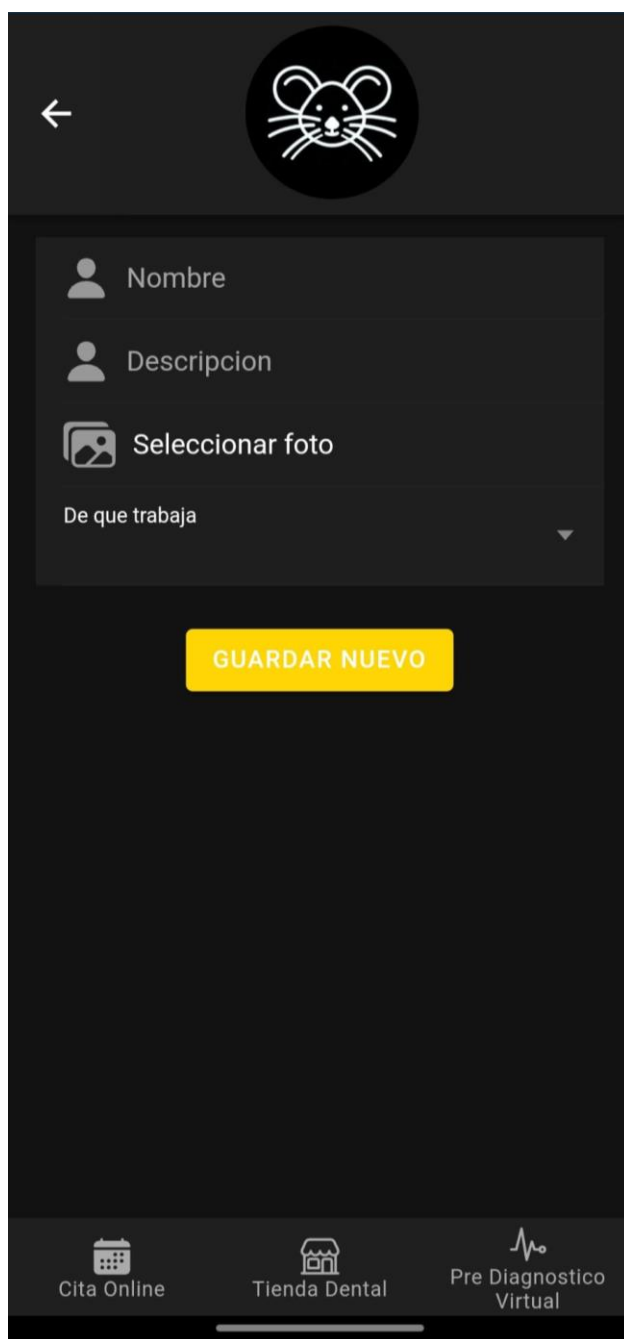 Nombre
Descripcion
Seleccionar foto
De que trabaja
GUARDAR NUEVO
Cita Online
Tienda Dental
Pre Diagnostico
Virtual